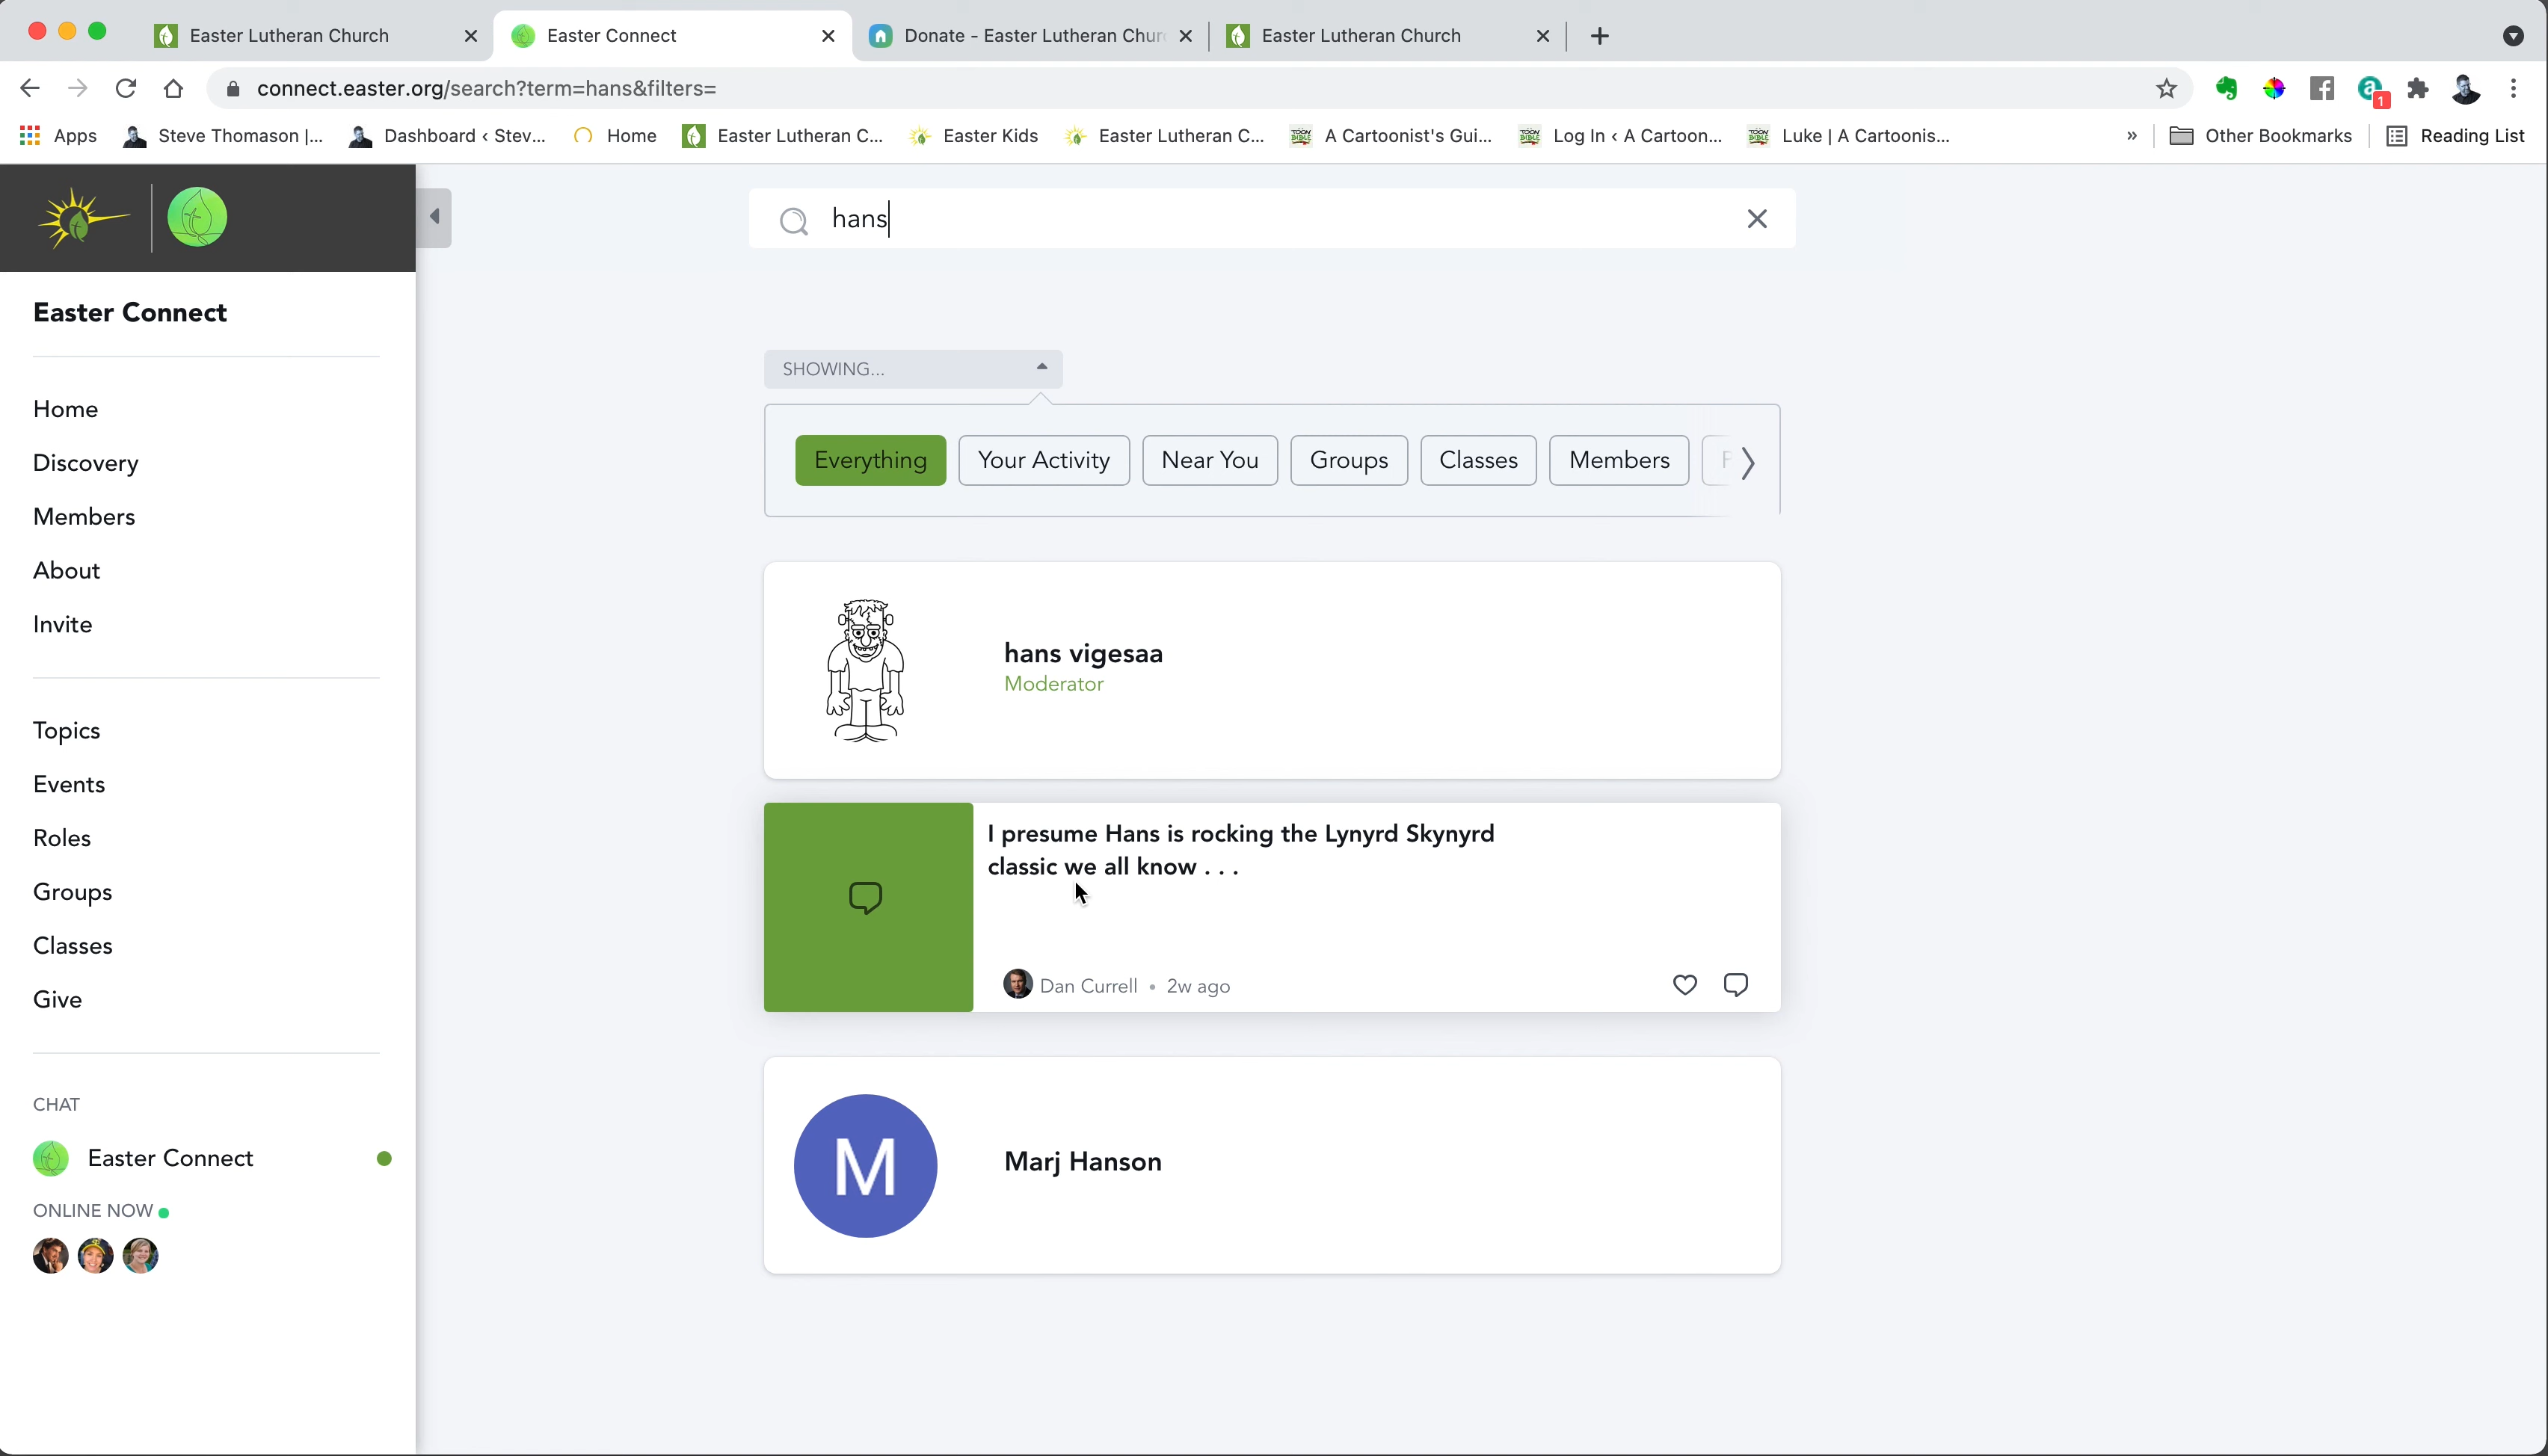 Easter Lutheran Church
Easter Connect
Donate - Easter Lutheran Chur
Easter Lutheran Church
connect.easter.org/search?term=hans&filters=
1
Apps
Steve Thomason |...
Dashboard ‹ Stev...
Home
Easter Lutheran C...
Easter Kids
Easter Lutheran C...
A Cartoonist's Gui...
Log In ‹ A Cartoon...
Luke | A Cartoonis...
»
Other Bookmarks
Reading List
hans
Easter Connect
Home
Discovery
Members
About
Invite
Topics
Events
Roles
Groups
Classes
Give
CHAT
Easter Connect
ONLINE NOW
SHOWING...
Everything
Your Activity
Near You
Groups
Classes
Members
hans vigesaa
Moderator
I presume Hans is rocking the Lynyrd Skynyrd
classic we all know . . .
Dan Currell • 2w ago
M
Marj Hanson